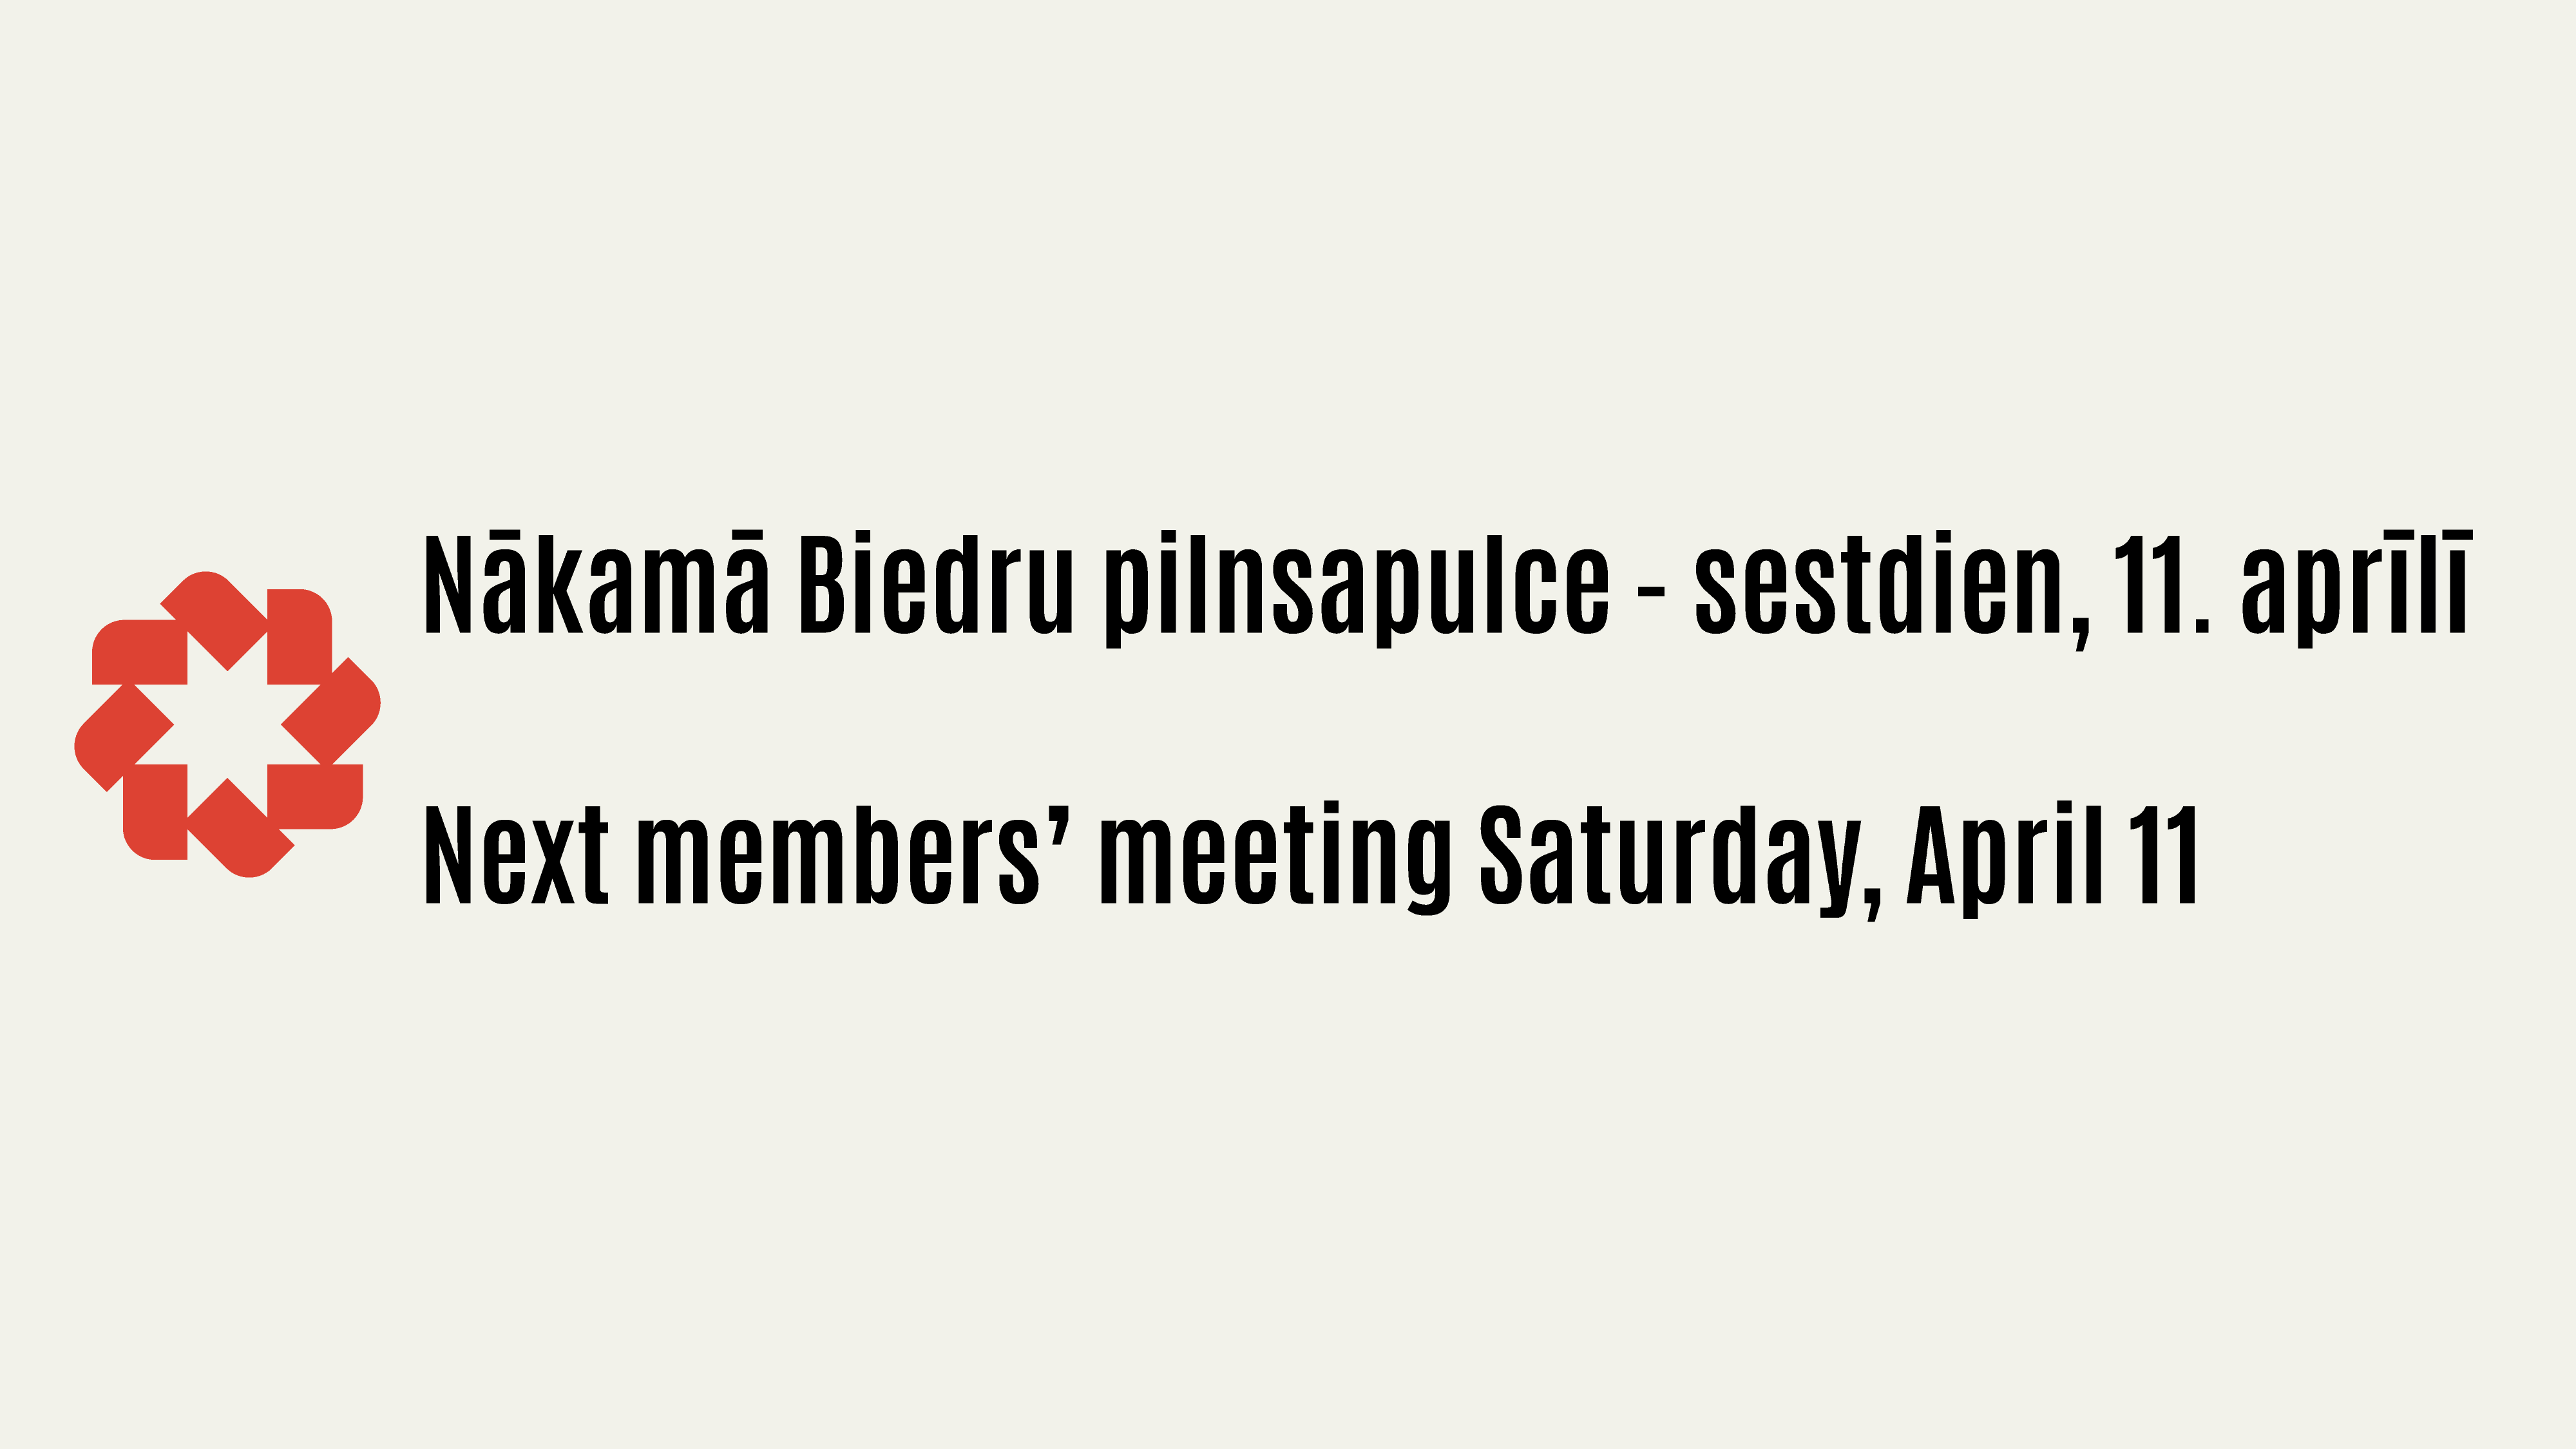 Nākamā Biedru pilnsapulce - sestdien, 11. aprīlī
Next members’ meeting Saturday, April 11